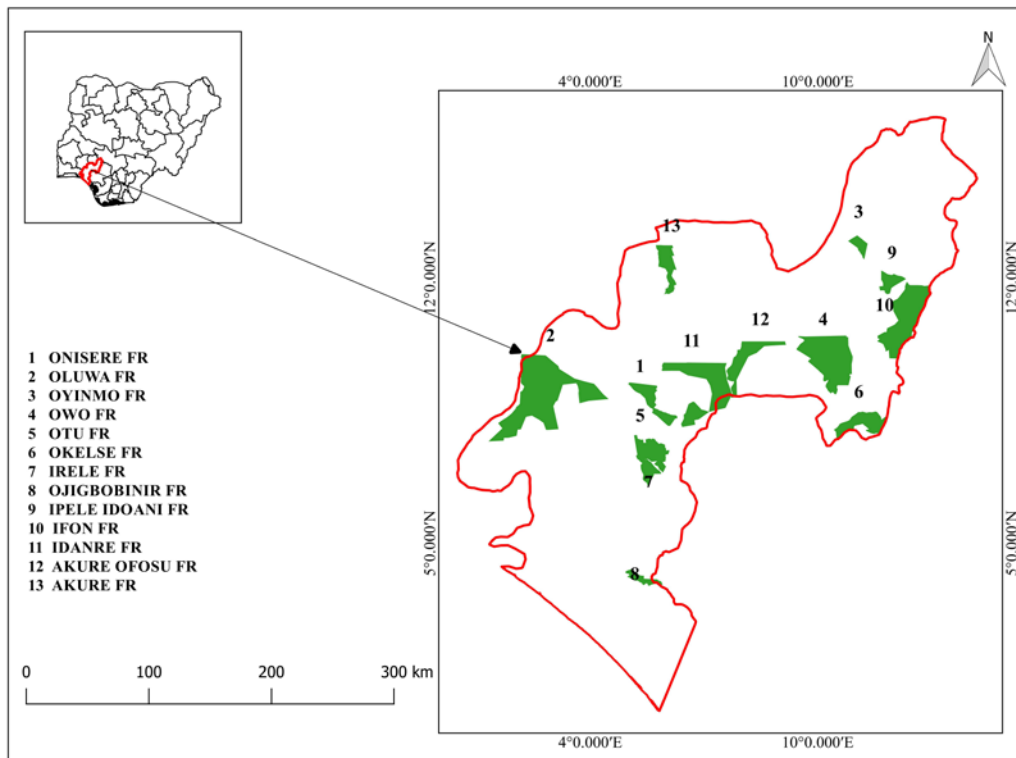 N
4°0.000′E 10°0.000′E
12°0.000′N 12°0.000′N
5°0.000′N 5°0.000′N
3
13
9
10
12
4
2
11
1
6
5
7
8
1 ONISERE FR
2 OLUWA FR
3 OYINMO FR
4 OWO FR
5 OTU FR
6 OKELSE FR
7 IRELE FR
8 OJIGBOBINIR FR
9 IPELE IDOANI FR
10 IFON FR
11 IDANRE FR
12 AKURE OFOSU FR
13 AKURE FR
0 100 200 300 km
4°0.000′E 10°0.000′E